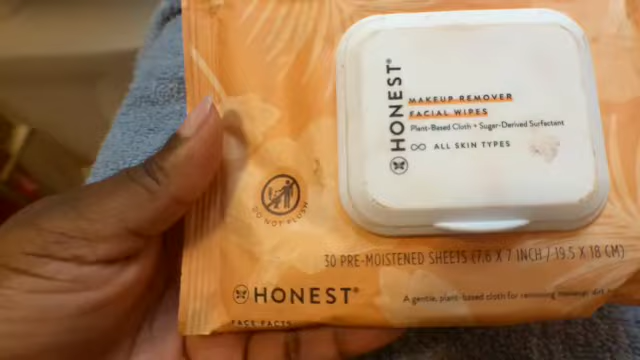 HONEST®
MAKEUP REMOVER
FACIAL WIPES
Plant-Based Cloth + Sugar-Derived Surfactant
ALL SKIN TYPES
DO NOT FLUSH
30 PRE-MOISTENED SHEETS (7.6 X 7 INCH / 19.5 X 18 CM)
HONEST®
A gentle, plant-based cloth for removing makeup, dirt
FACE FACTS